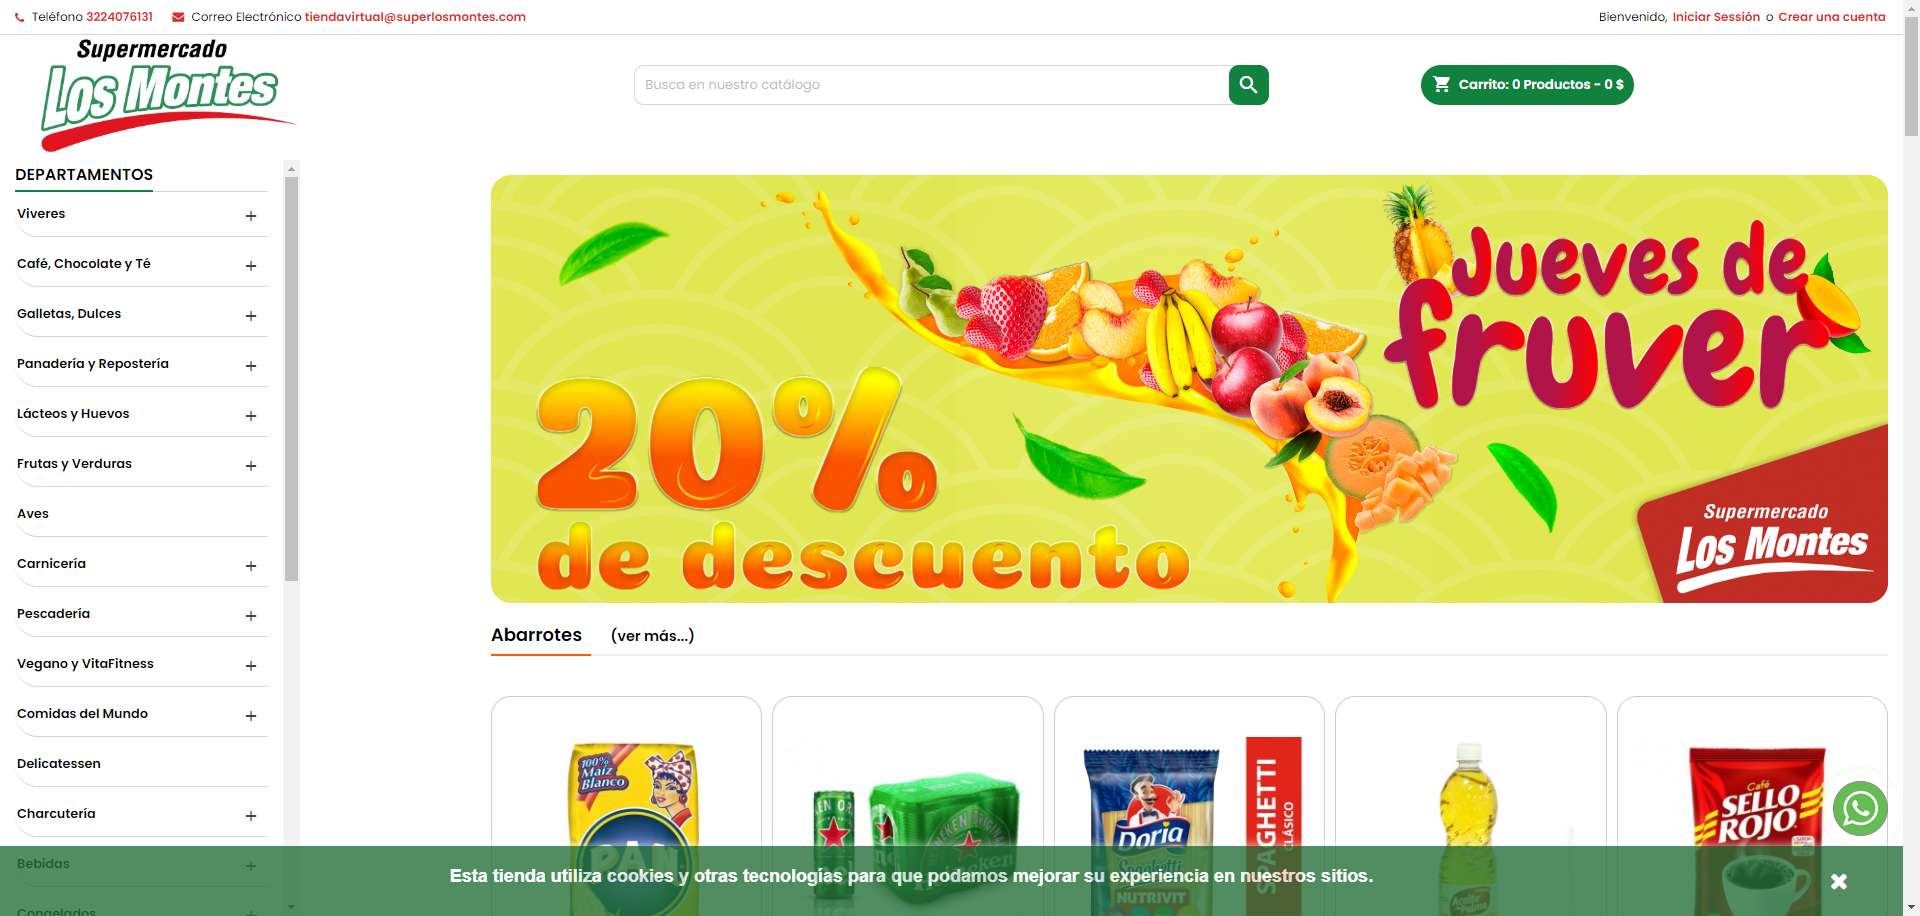 Teléfono 3224076131 Correo Electrónico tiendavirtual@superlosmontes.com
Bienvenido, Iniciar Sessión o Crear una cuenta
Supermercado
Los Montes
Busca en nuestro catálogo
Carrito: 0 Productos - 0 $
DEPARTAMENTOS
Viveres
Café, Chocolate y Té
Galletas, Dulces
Panadería y Repostería
Lácteos y Huevos
Frutas y Verduras
Aves
Carnicería
Pescadería
Vegano y VitaFitness
Comidas del Mundo
Delicatessen
Charcutería
Bebidas
Congelados
Jueves de
fruver
20%
de descuento
Supermercado
Los Montes
Abarrotes (ver más...)
100%
Maíz
Blanco
PAN
Doria
Spaghetti
NUTRIVIT
SPAGHETTI
CLÁSICO
Café
SELLO
ROJO
Esta tienda utiliza cookies y otras tecnologías para que podamos mejorar su experiencia en nuestros sitios.